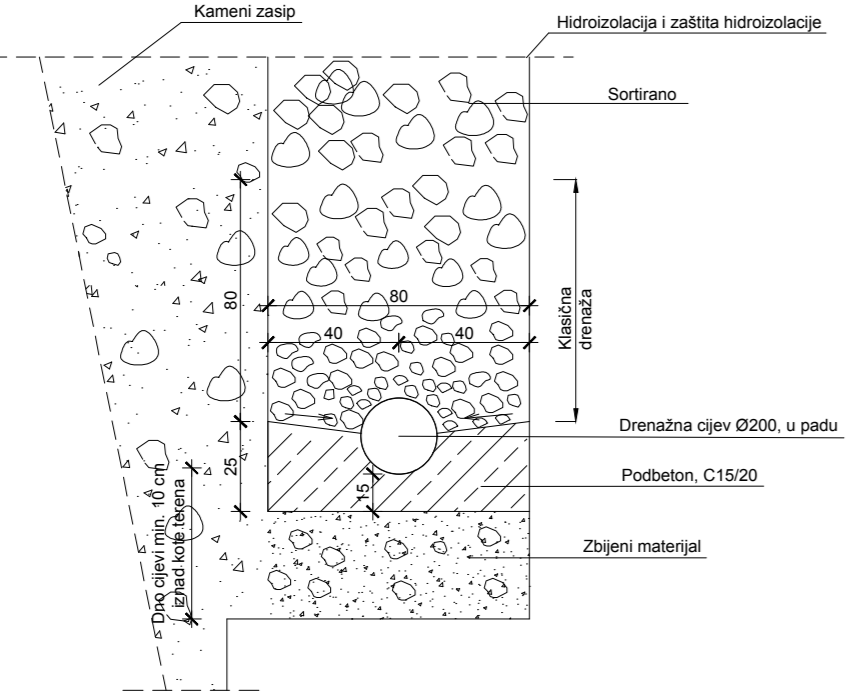 Kameni zasip
Hidroizolacija i zaštita hidroizolacije
Sortirano
80
80
40
40
Klasična
drenaža
Drenažna cijev Ø200, u padu
25
15
Podbeton, C15/20
Dno cijevi min. 10 cm
iznad kote terena
Zbijeni materijal